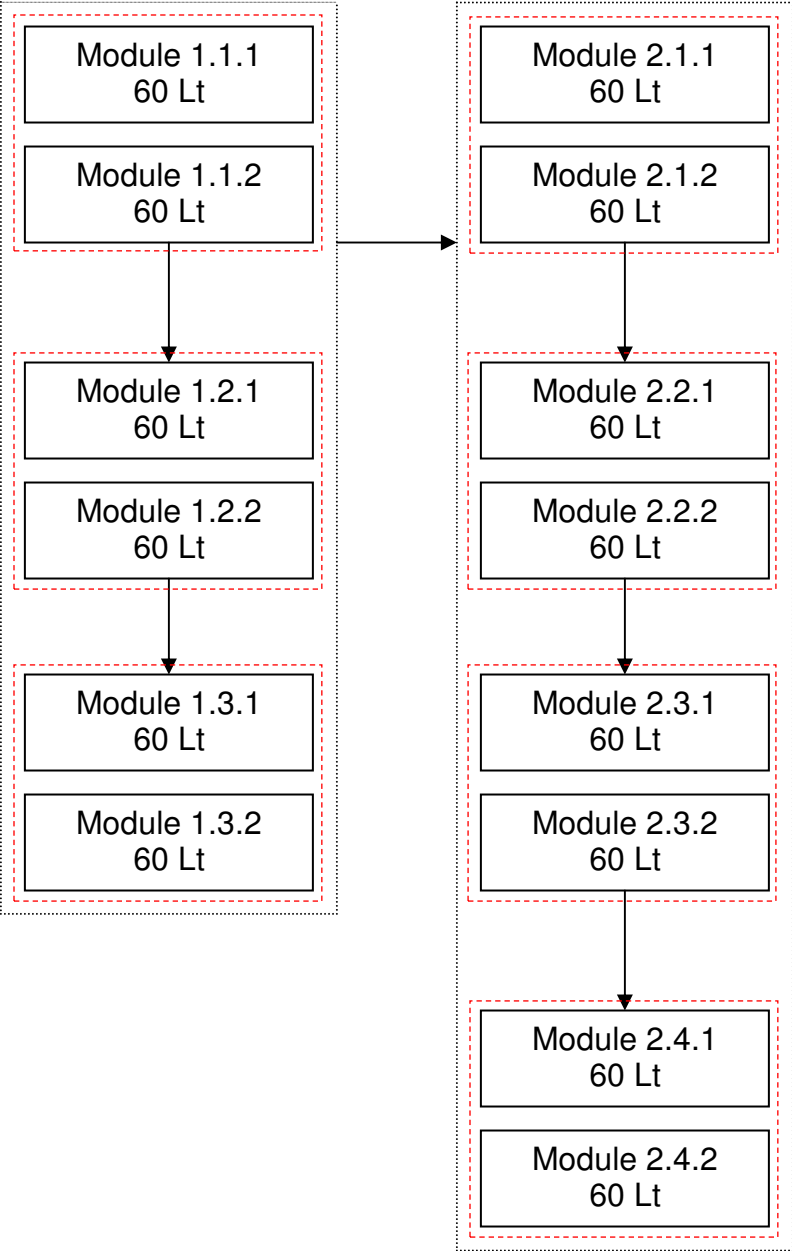 Module 1.1.1
60 Lt
Module 1.1.2
60 Lt
Module 1.2.1
60 Lt
Module 1.2.2
60 Lt
Module 1.3.1
60 Lt
Module 1.3.2
60 Lt
Module 2.1.1
60 Lt
Module 2.1.2
60 Lt
Module 2.2.1
60 Lt
Module 2.2.2
60 Lt
Module 2.3.1
60 Lt
Module 2.3.2
60 Lt
Module 2.4.1
60 Lt
Module 2.4.2
60 Lt